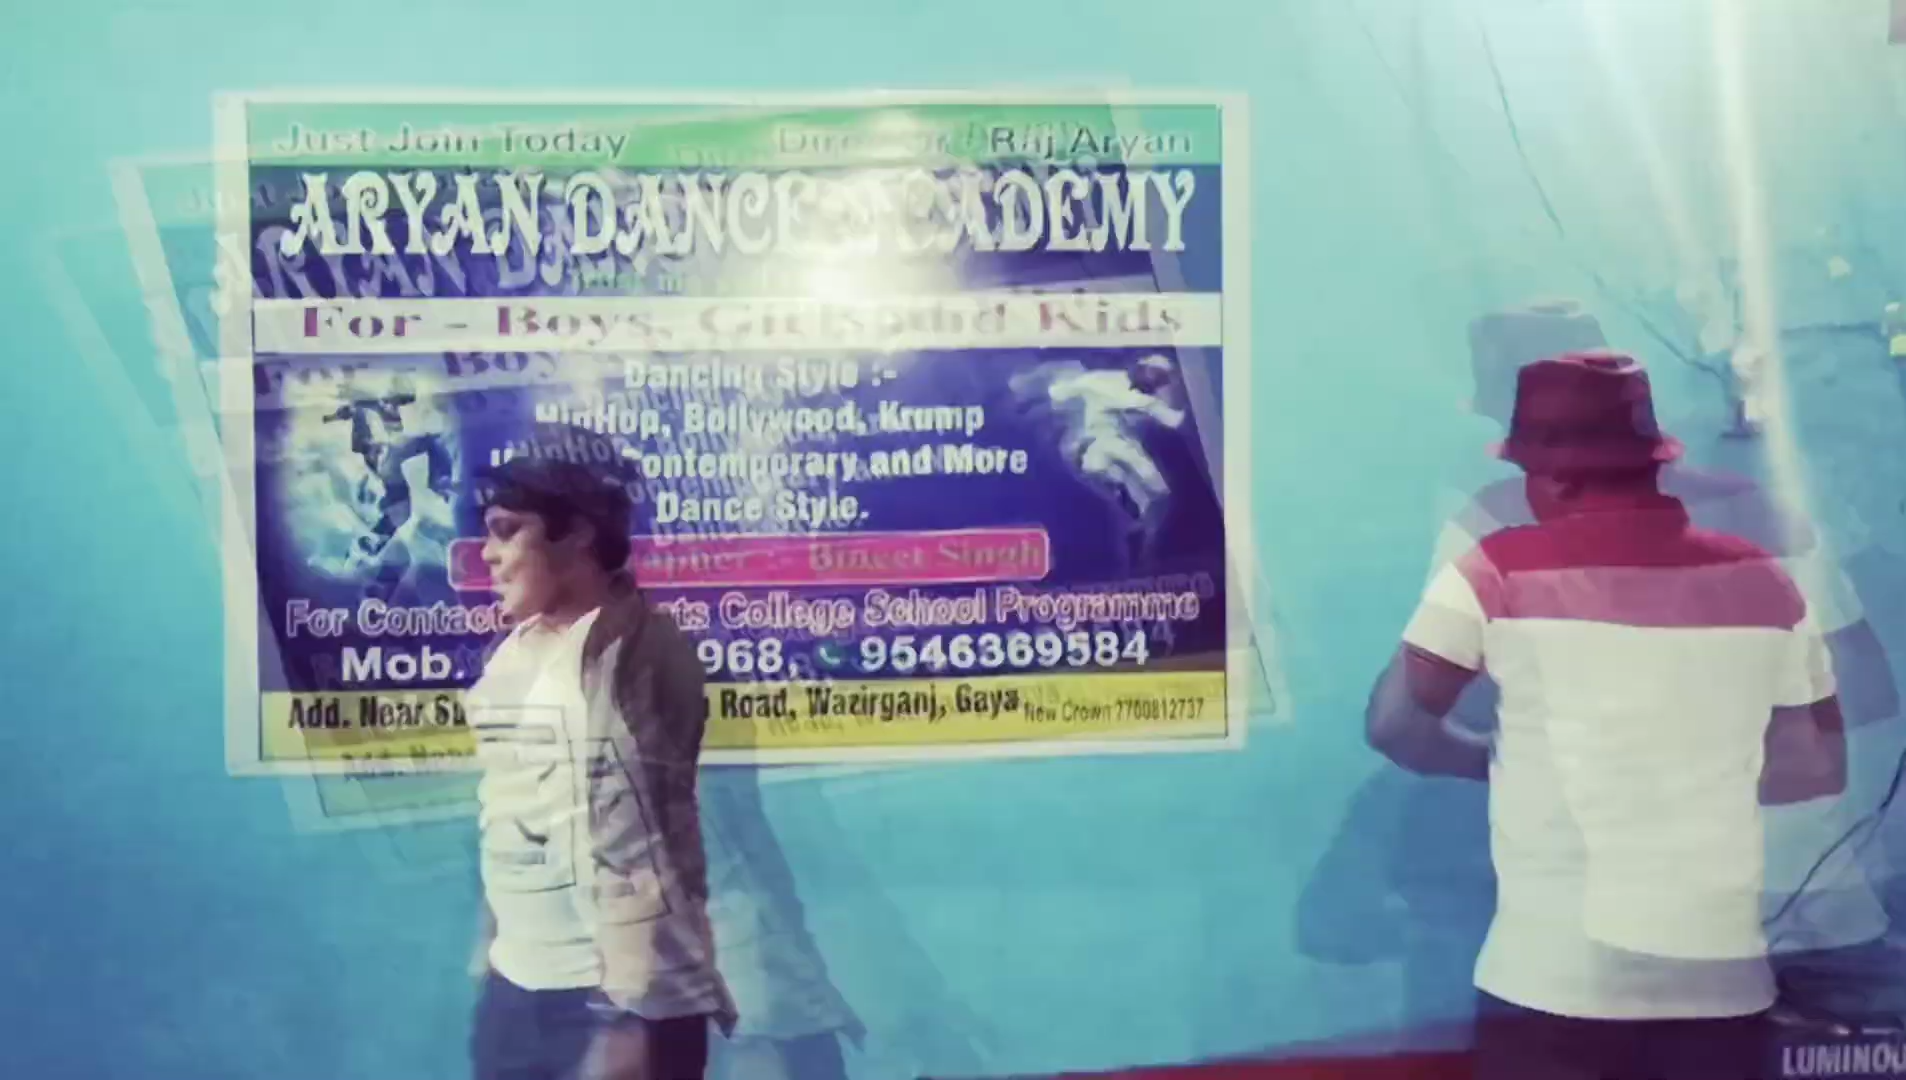 Just Join Today Director: Raj Aryan
ARYAN DANCE ACADEMY
For - Boys, Girls and Kids
Dancing Style :-
HipHop, Bollywood, Krump
Contemporary and More
Dance Style.
Bineet Singh
For Contact College School Programme
Mob. 968, 9546369584
Add. Near Road, Wazirganj, Gaya New Crown 7700812737
LUMINOU